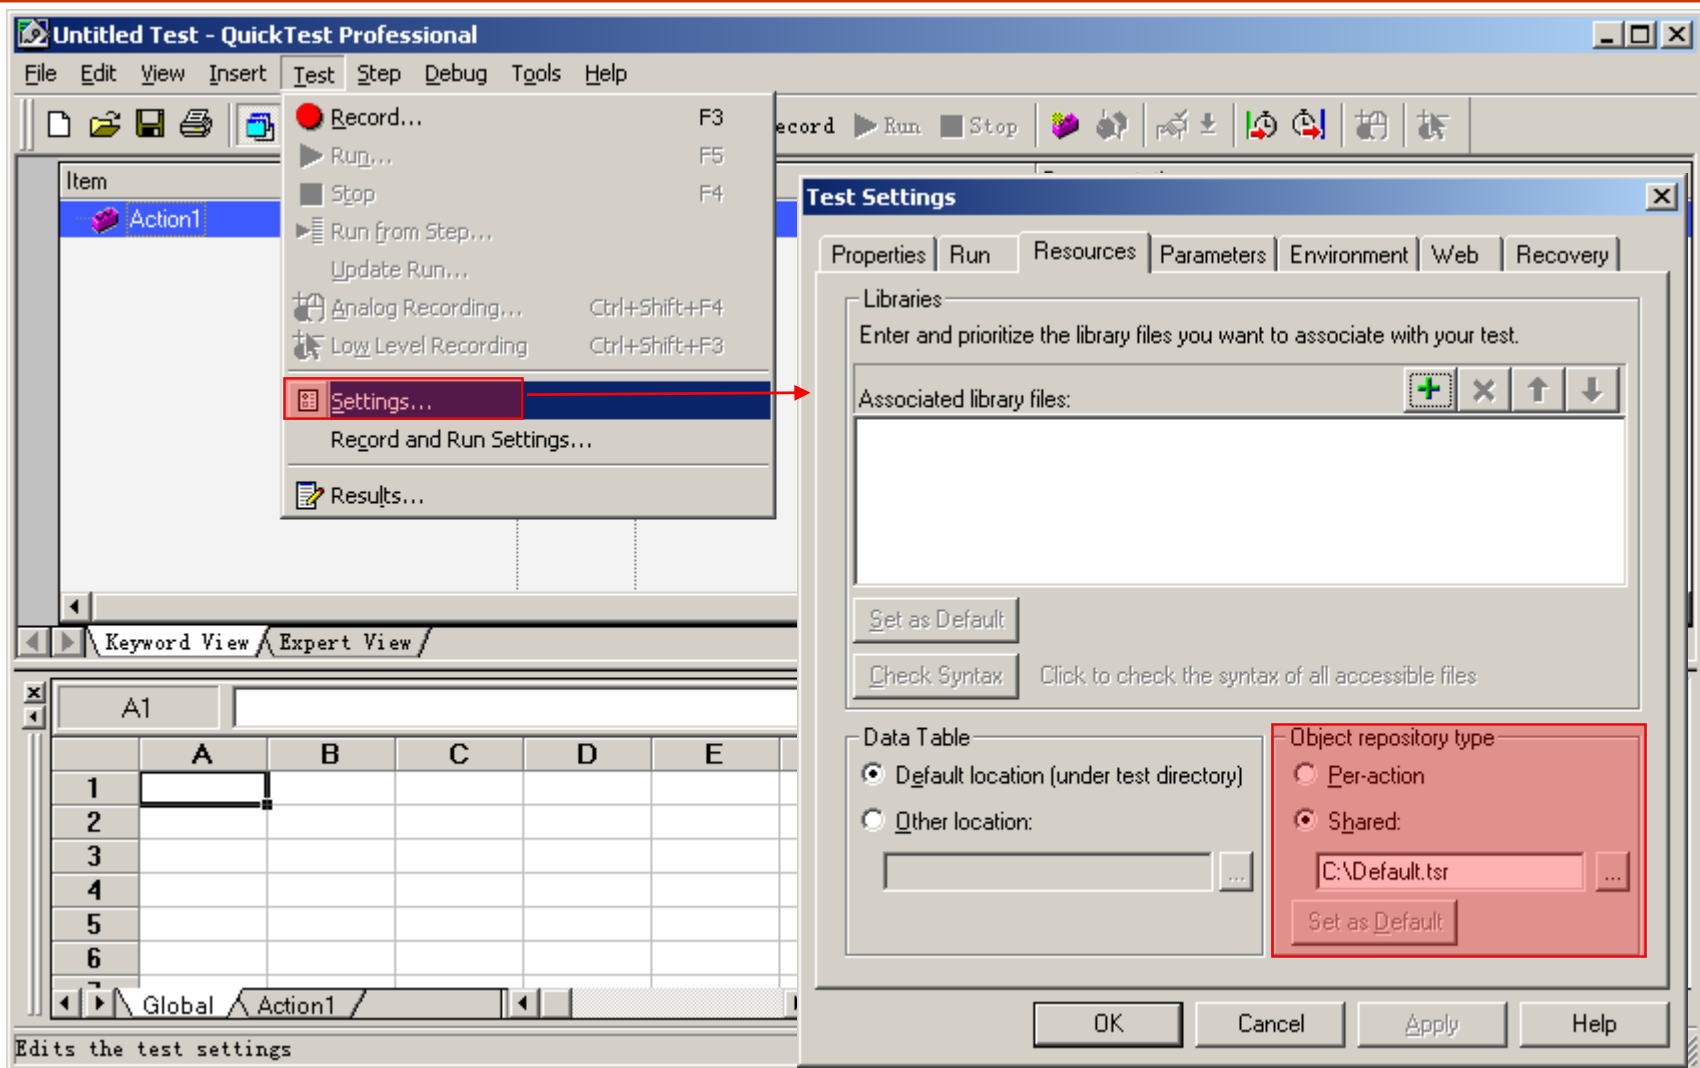 Untitled Test - QuickTest Professional
File Edit View Insert Test Step Debug Tools Help
ecord Run Stop
Record... F3
Run... F5
Stop F4
Run from Step...
Update Run...
Analog Recording... Ctrl+Shift+F4
Low Level Recording Ctrl+Shift+F3
Settings...
Record and Run Settings...
Results...
Item
Action1
Keyword View Expert View
A1
A B C D E
1
2
3
4
5
6
Global Action1
Edits the test settings
Test Settings
Properties Run Resources Parameters Environment Web Recovery
Libraries
Enter and prioritize the library files you want to associate with your test.
Associated library files:
Set as Default
Check Syntax Click to check the syntax of all accessible files
Data Table
Default location (under test directory)
Other location:
...
Object repository type
Per-action
Shared:
C:\Default.tsr ...
Set as Default
OK Cancel Apply Help